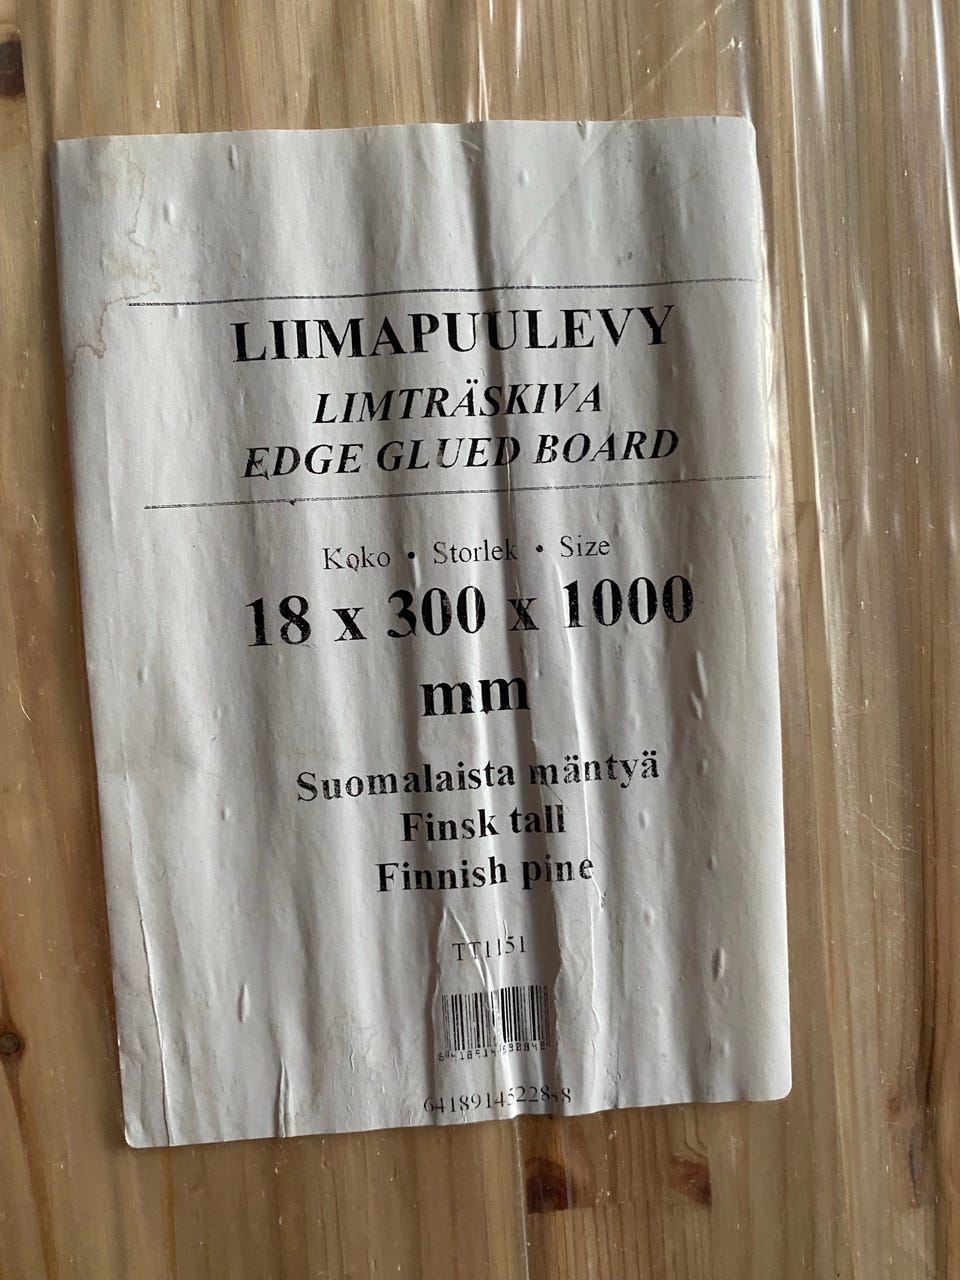 LIIMAPUULEVY
LIMTRÄSKIVA
EDGE GLUED BOARD
Koko • Storlek • Size
18 x 300 x 1000
mm
Suomalaista mäntyä
Finsk tall
Finnish pine
TT1151
6418914522848